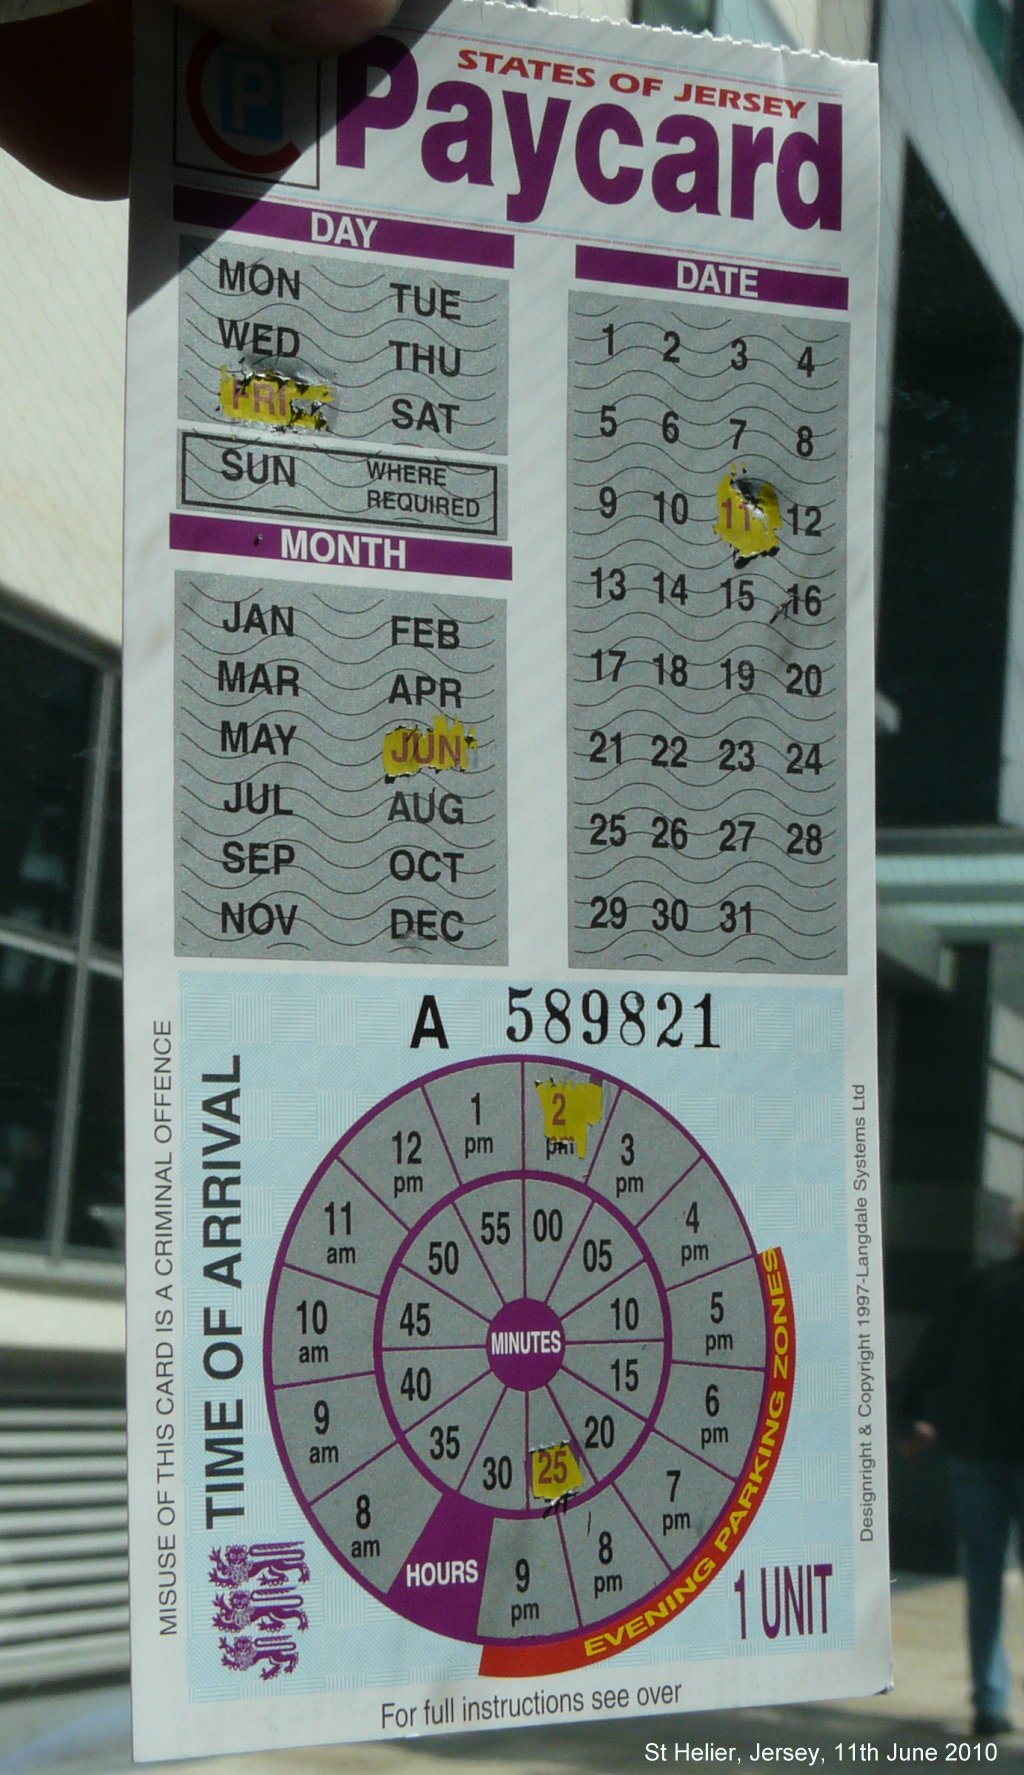 P
STATES OF JERSEY
Paycard
DAY
MON TUE
WED THU
FRI SAT
SUN WHERE REQUIRED
MONTH
JAN FEB
MAR APR
MAY JUN
JUL AUG
SEP OCT
NOV DEC
DATE
1 2 3 4
5 6 7 8
9 10 11 12
13 14 15 16
17 18 19 20
21 22 23 24
25 26 27 28
29 30 31
MISUSE OF THIS CARD IS A CRIMINAL OFFENCE
TIME OF ARRIVAL
A 589821
1 pm
2 pm
3 pm
4 pm
5 pm
6 pm
7 pm
8 pm
9 pm
HOURS
8 am
9 am
10 am
11 am
12 pm
00
05
10
15
20
25
30
35
40
45
50
55
MINUTES
EVENING PARKING ZONES
1 UNIT
Designright & Copyright 1997-Langdale Systems Ltd
For full instructions see over
St Helier, Jersey, 11th June 2010